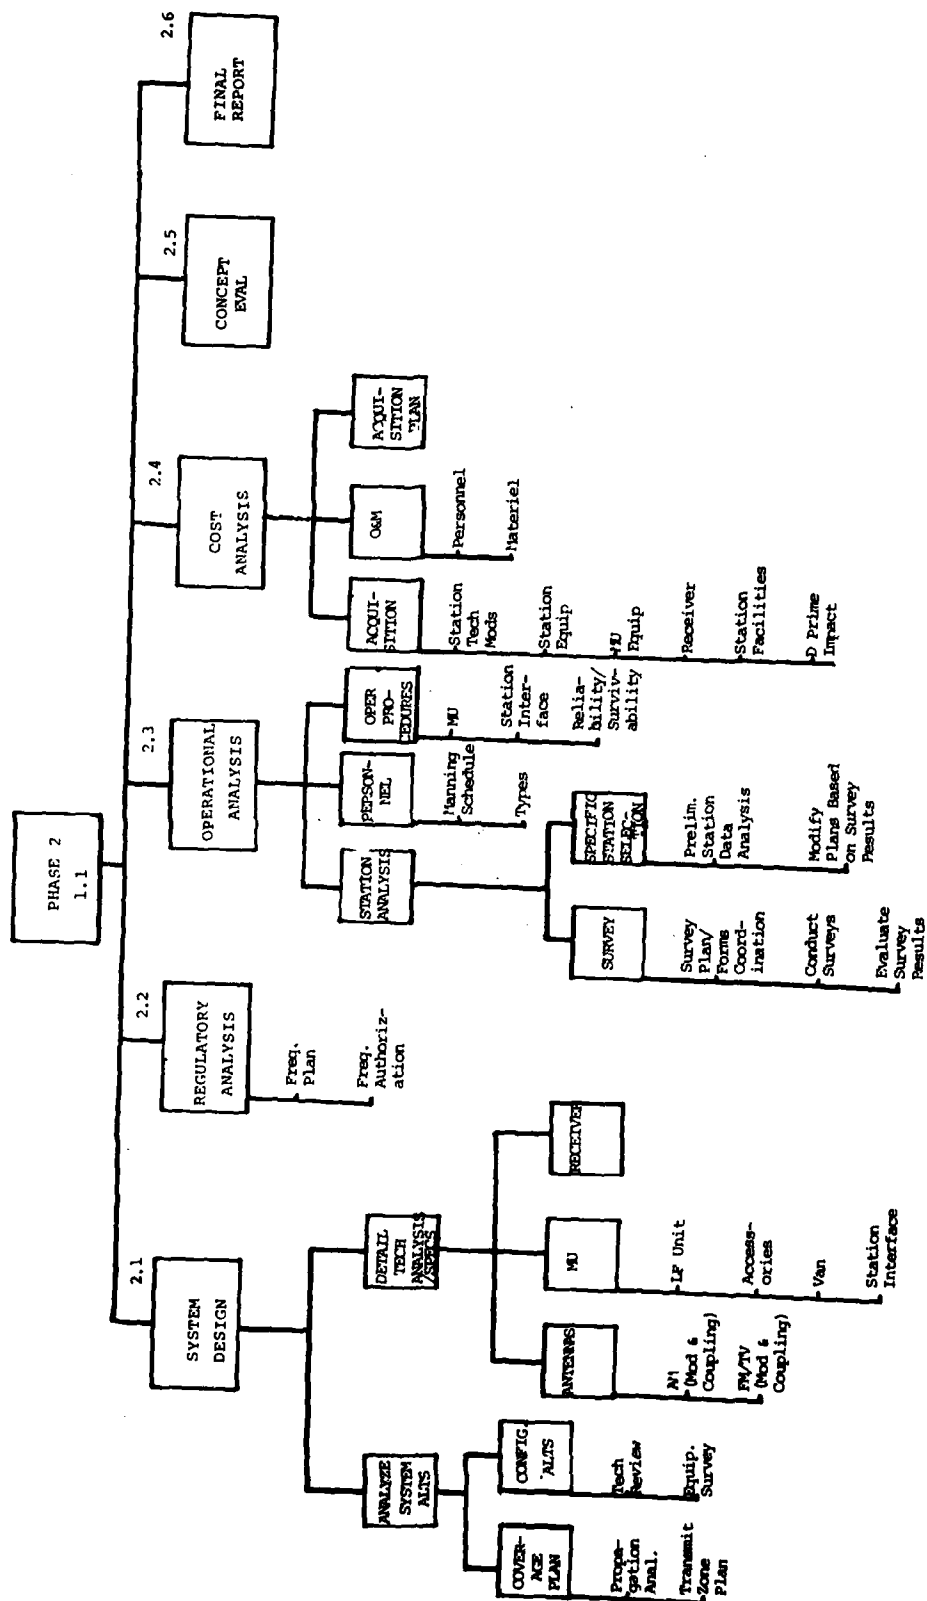 PHASE 2
1.1
2.1
SYSTEM
DESIGN
2.2
REGULATORY
ANALYSIS
2.3
OPERATIONAL
ANALYSIS
2.4
COST
ANALYSIS
2.5
CONCEPT
EVAL
2.6
FINAL
REPORT
ANALYZE
SYSTEM
ALTS
DETAIL
TECH
ANALYSIS
/SPECS
Freq.
Plan
Freq.
Authoriz-
ation
STATION
ANALYSIS
PERSON-
NEL
OPER
PRO-
CEDURES
ACQUI-
SITION
O&M
ACQUI-
SITION
PLAN
COVER-
AGE
PLAN
Propa-
gation
Anal.
Transmit
Zone
Plan
CONFIG.
ALTS
Tech
Review
Equip.
Survey
ANTENNAS
AM
(Mod &
Coupling)
FM/TV
(Mod &
Coupling)
MU
LP Unit
Access-
ories
Van
Station
Interface
RECEIVER
SURVEY
Survey
Plan/
Forms
Coord-
ination
Conduct
Surveys
Evaluate
Survey
Results
SPECIFIC
STATION
SELEC-
TION
Prelim.
Station
Data
Analysis
Modify
Plans Based
on Survey
Results
Manning
Schedule
Types
MU
Station
Inter-
face
Relia-
bility/
Surviv-
ability
Station
Tech
Mods
Station
Equip
MU
Equip
Receiver
Station
Facilities
D Prime
Impact
Personnel
Materiel